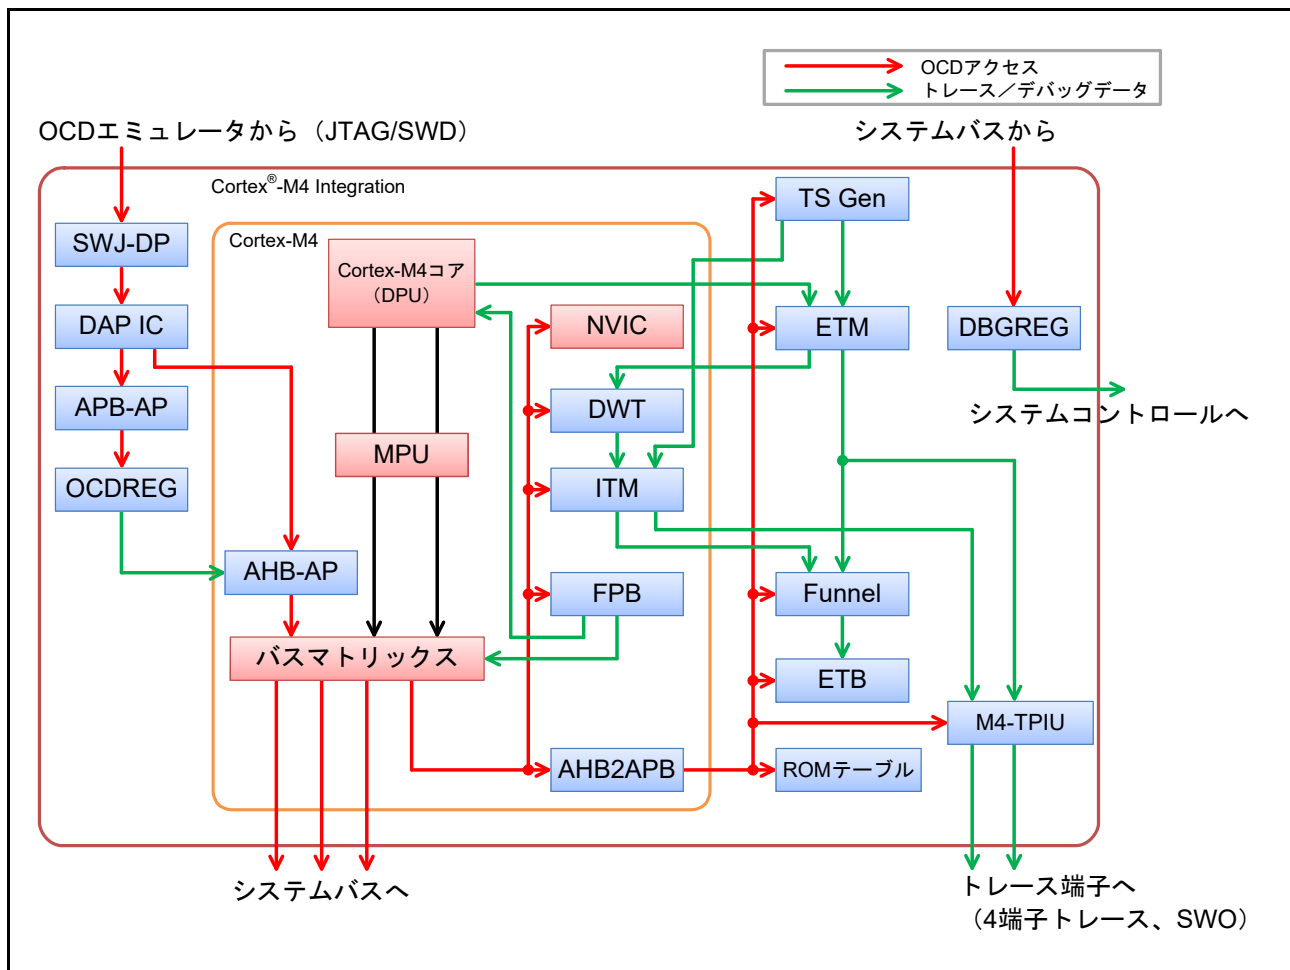 OCDアクセス
トレース／デバッグデータ
OCDエミュレータから（JTAG/SWD）
システムバスから
Cortex®-M4 Integration
TS Gen
SWJ-DP
Cortex-M4
Cortex-M4コア
（DPU）
DAP IC
NVIC
ETM
DBGREG
APB-AP
DWT
システムコントロールへ
MPU
OCDREG
ITM
AHB-AP
FPB
Funnel
バスマトリックス
ETB
M4-TPIU
AHB2APB
ROMテーブル
システムバスへ
トレース端子へ
（4端子トレース、SWO）